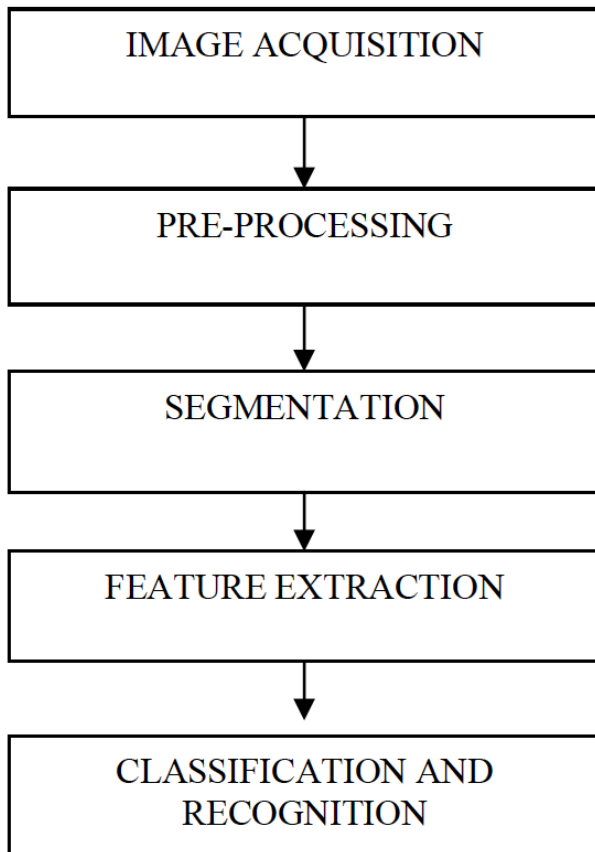 IMAGE ACQUISITION
PRE-PROCESSING
SEGMENTATION
FEATURE EXTRACTION
CLASSIFICATION AND
RECOGNITION